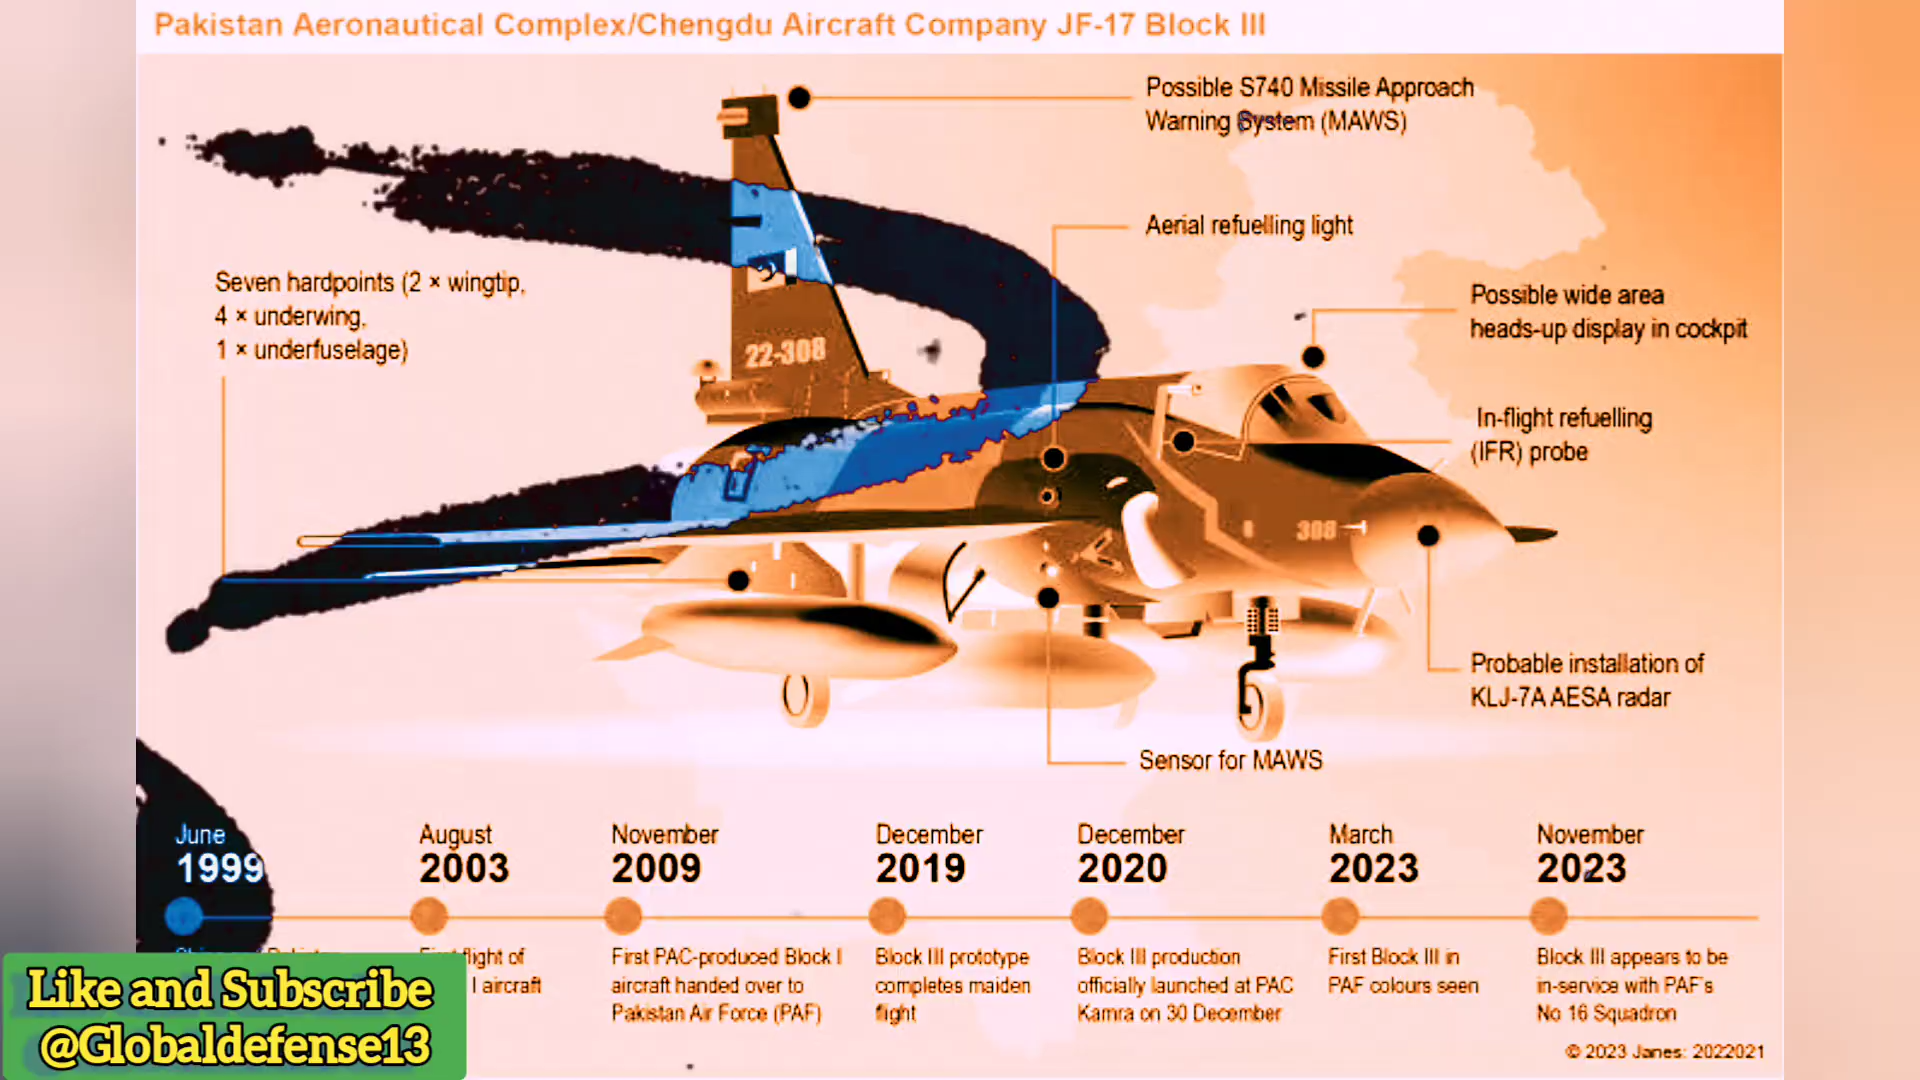 Pakistan Aeronautical Complex/Chengdu Aircraft Company JF-17 Block III
Possible S740 Missile Approach
Warning System (MAWS)
Aerial refuelling light
Seven hardpoints (2 × wingtip,
4 × underwing,
1 × underfuselage)
Possible wide area
heads-up display in cockpit
22-308
In-flight refuelling
(IFR) probe
308
Probable installation of
KLJ-7A AESA radar
Sensor for MAWS
June
1999
August
2003
First flight of
I aircraft
November
2009
First PAC-produced Block I
aircraft handed over to
Pakistan Air Force (PAF)
December
2019
Block III prototype
completes maiden
flight
December
2020
Block III production
officially launched at PAC
Kamra on 30 December
March
2023
First Block III in
PAF colours seen
November
2023
Block III appears to be
in-service with PAF's
No 16 Squadron
© 2023 Janes: 2022021
Like and Subscribe
@Globaldefense13